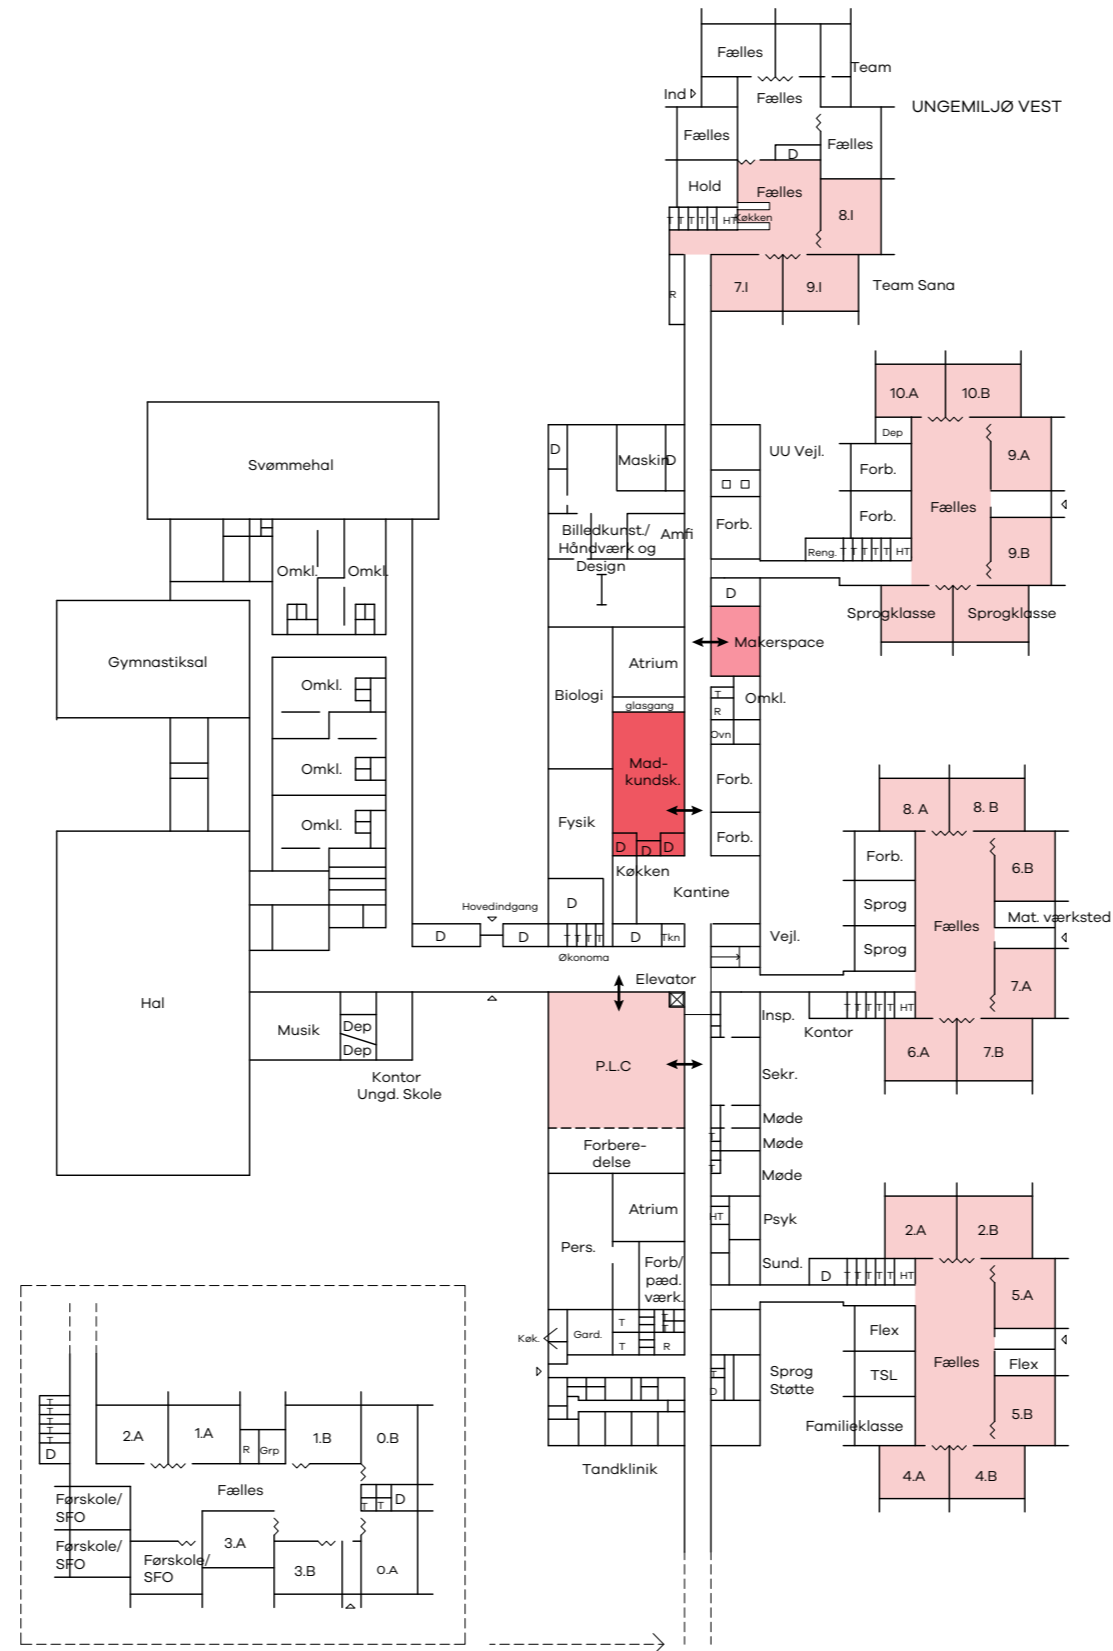 Fælles
Team
Ind
Fælles
UNGEMILJØ VEST
Fælles
Fælles
D
Hold
Fælles
8.I
T T T T T HT
Køkken
7.I
9.I
Team Sana
R
10.A
10.B
Dep
9.A
Forb.
Fælles
Forb.
9.B
Reng. T T T T T HT
Sprogklasse
Sprogklasse
Svømmehal
D
Maskin
D
UU Vejl.
Billedkunst./
Håndværk og
Design
Amfi
Forb.
Omkl.
Omkl.
D
Makerspace
Gymnastiksal
Omkl.
Biologi
Atrium
glasgang
T
R
Omkl.
Ovn
Omkl.
Mad-
kundsk.
Forb.
Omkl.
Fysik
Forb.
D
D
D
Køkken
Kantine
8. A
8. B
Forb.
6.B
Sprog
Fælles
Mat. værksted
Sprog
7.A
T T T T T HT
6.A
7.B
Hovedindgang
D
D
D
T T T T
D
Tkn
Vejl.
Økonoma
Elevator
Hal
Musik
Dep
Dep
Insp.
Kontor
Kontor
Ungd. Skole
P.L.C
Sekr.
Møde
T
Møde
Forbere-
delse
T
Møde
Atrium
HT
Psyk
Pers.
Forb/
pæd.
værk.
Sund.
2.A
2.B
D
T T T T T HT
5.A
Flex
Fælles
Flex
TSL
5.B
Familieklasse
4.A
4.B
Køk.
Gard.
T
T
T
T
R
T
D
Sprog
Støtte
Tandklinik
T
T
T
T
T
D
2.A
1.A
R
Grp
1.B
0.B
Fælles
T T D
Førskole/
SFO
Førskole/
SFO
Førskole/
SFO
3.A
3.B
0.A